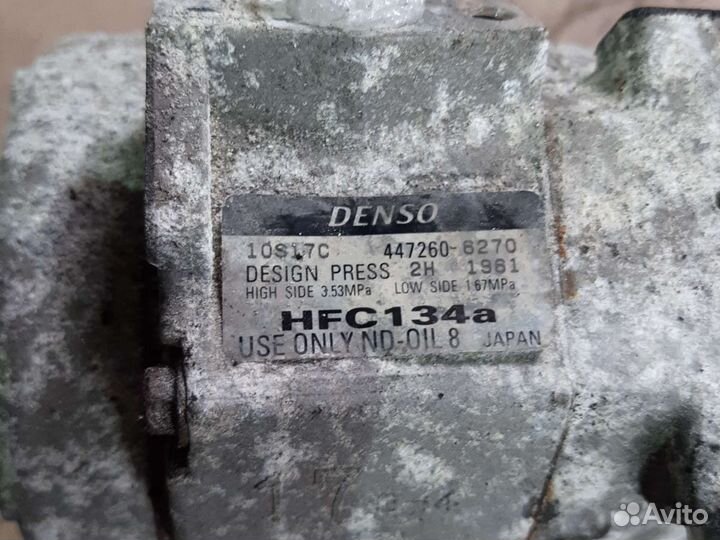 DENSO
10S17C 447260-6270
DESIGN PRESS 2H 1961
HIGH SIDE 3.53MPa LOW SIDE 1.67MPa
HFC134a
USE ONLY ND-OIL 8 JAPAN
17
Avito